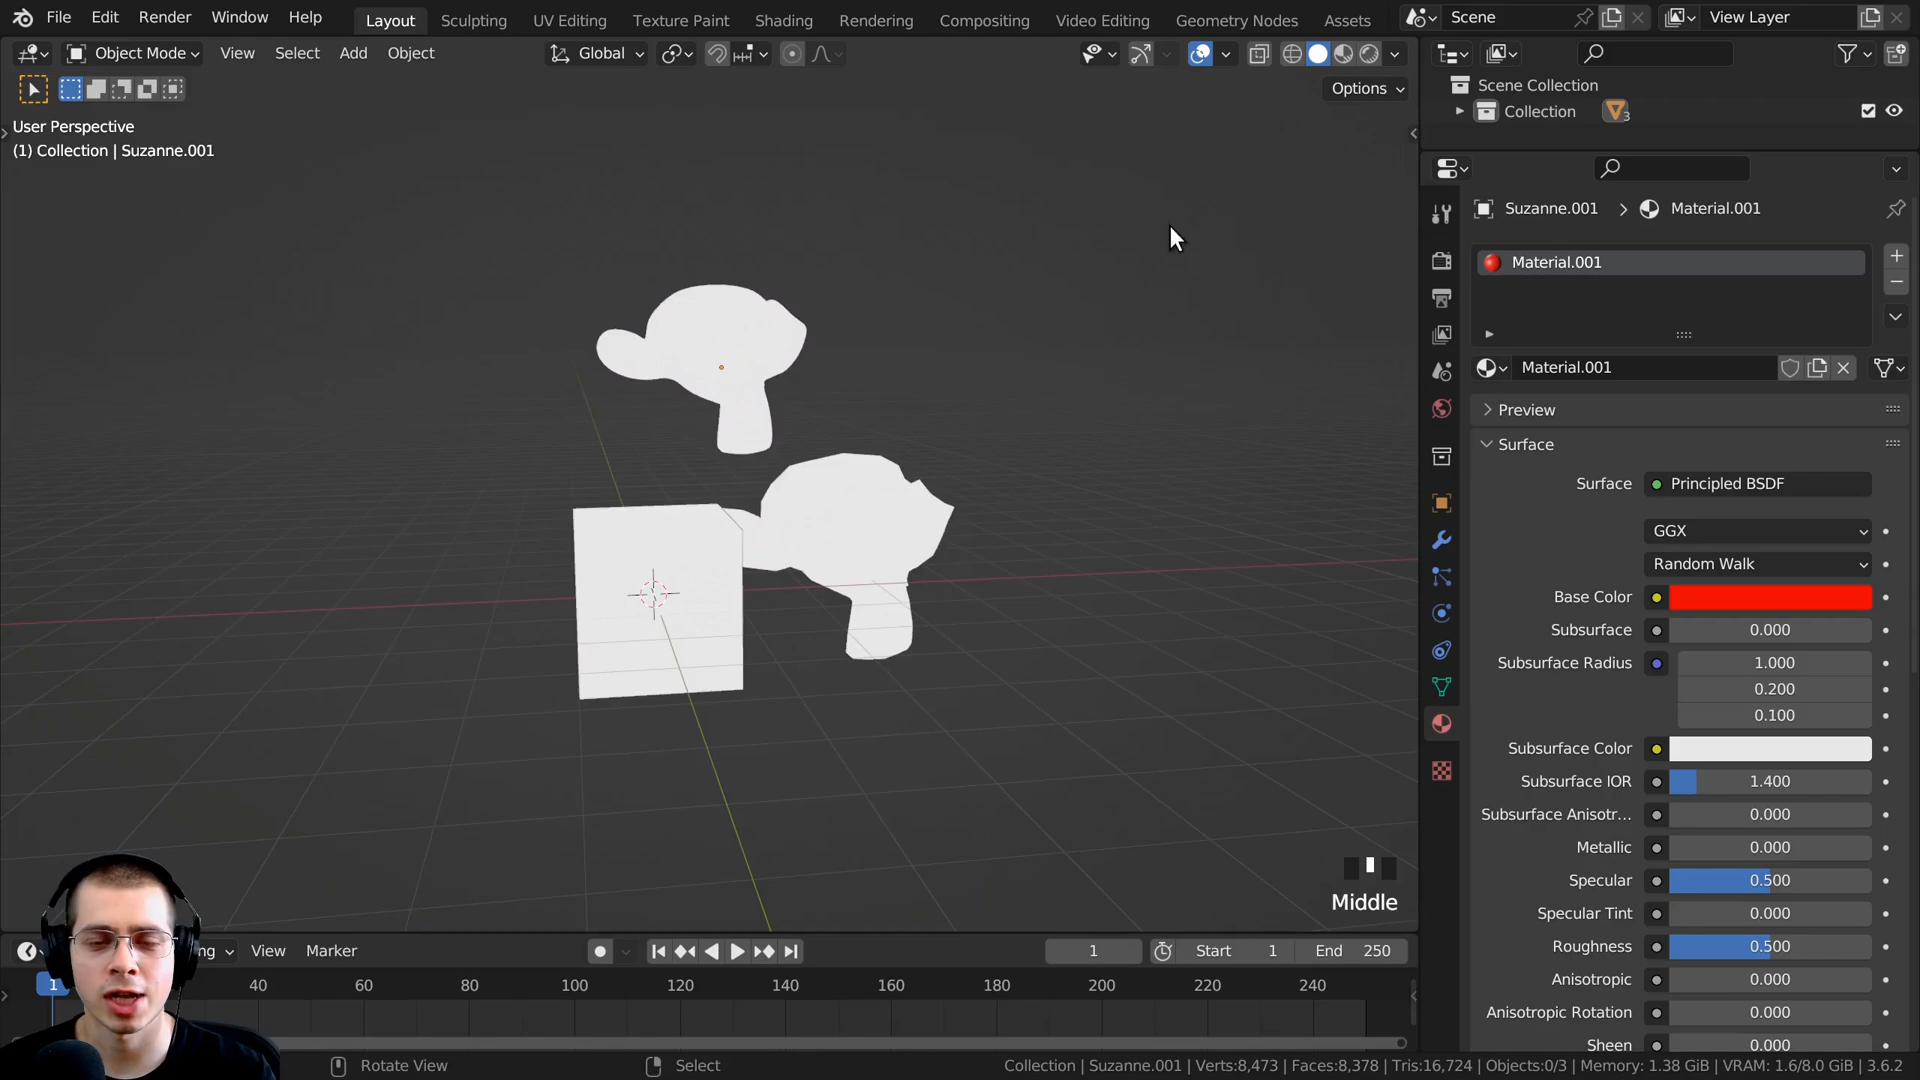 File Edit Render Window Help Layout Sculpting UV Editing Texture Paint Shading Rendering Compositing Video Editing Geometry Nodes Assets Scene View Layer
Object Mode View Select Add Object Global
Options
User Perspective
(1) Collection | Suzanne.001
Scene Collection
Collection 3
Suzanne.001 > Material.001
Material.001
Material.001
Preview
Surface
Surface Principled BSDF
GGX
Random Walk
Base Color
Subsurface 0.000
Subsurface Radius 1.000
0.200
0.100
Subsurface Color
Subsurface IOR 1.400
Subsurface Anisotr... 0.000
Metallic 0.000
Specular 0.500
Specular Tint 0.000
Roughness 0.500
Anisotropic 0.000
Anisotropic Rotation 0.000
Sheen 0.000
Middle
ng View Marker 1 Start 1 End 250
1 40 60 80 100 120 140 160 180 200 220 240
Rotate View Select Collection | Suzanne.001 | Verts:8,473 | Faces:8,378 | Tris:16,724 | Objects:0/3 | Memory: 1.38 GiB | VRAM: 1.6/8.0 GiB | 3.6.2